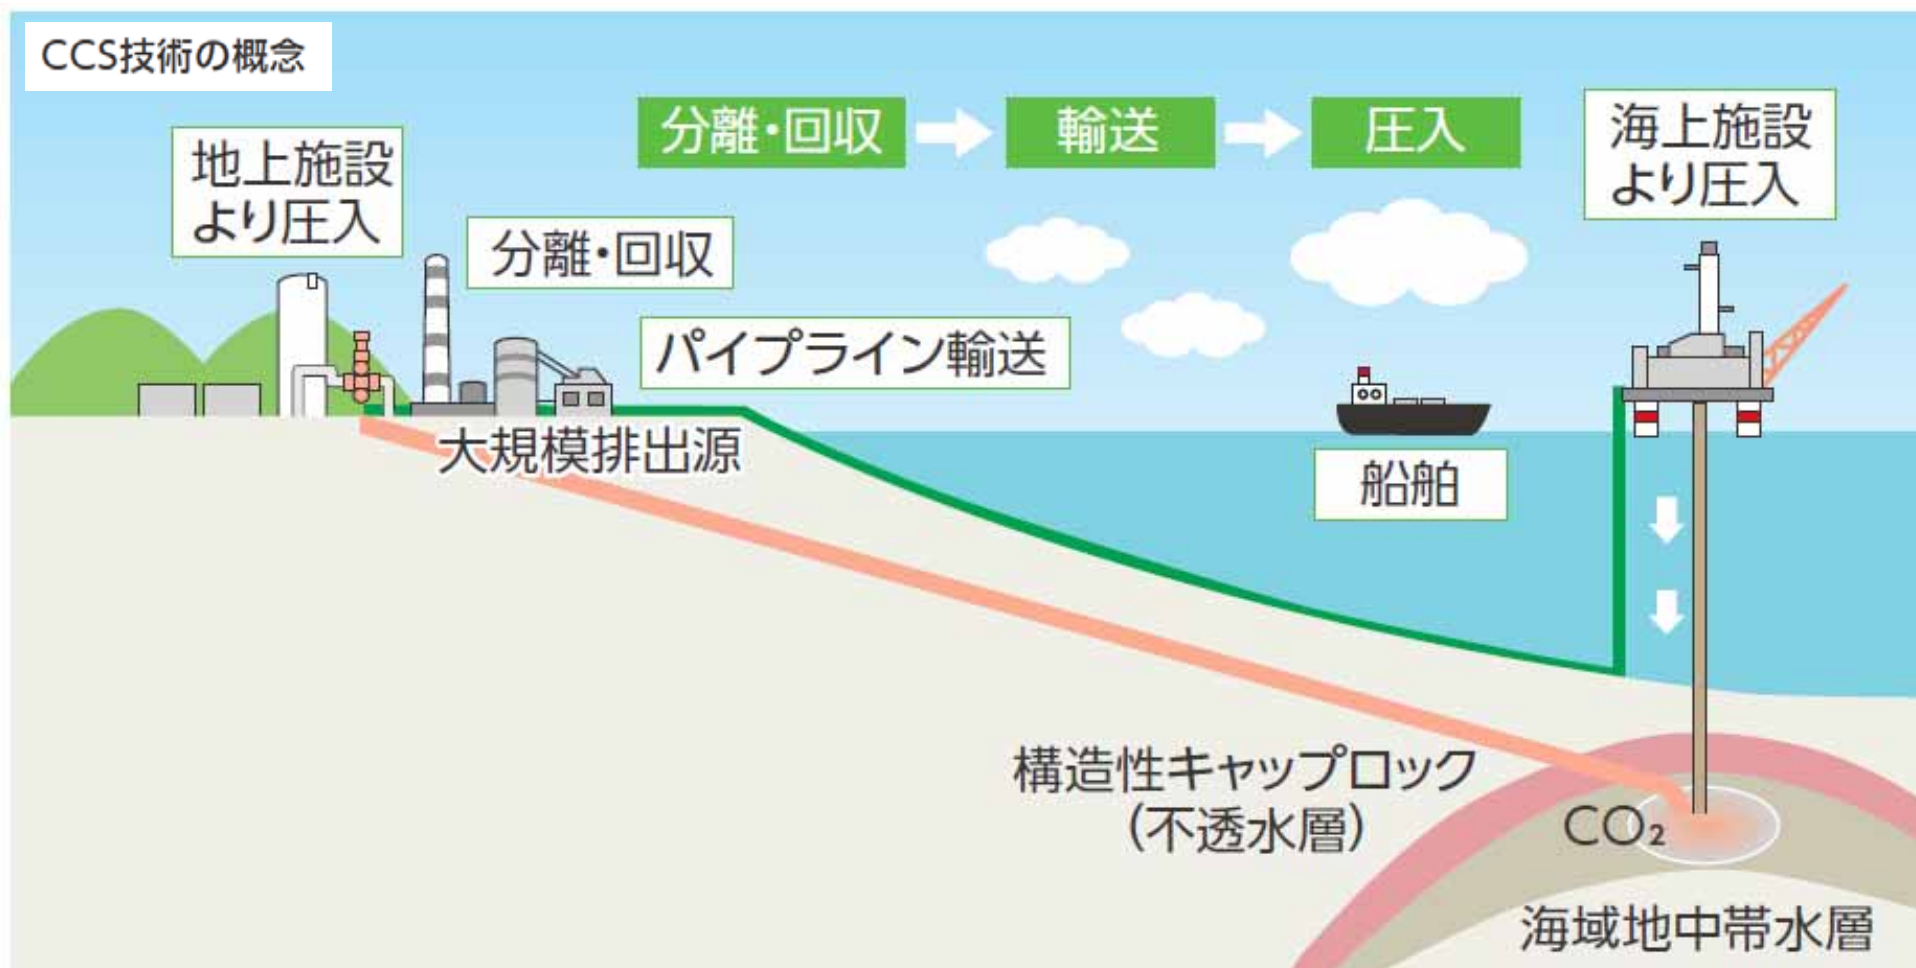 CCS技術の概念
分離・回収
輸送
圧入
海上施設
より圧入
地上施設
より圧入
分離・回収
パイプライン輸送
大規模排出源
船舶
構造性キャップロック
（不透水層）
CO₂
海域地中帯水層